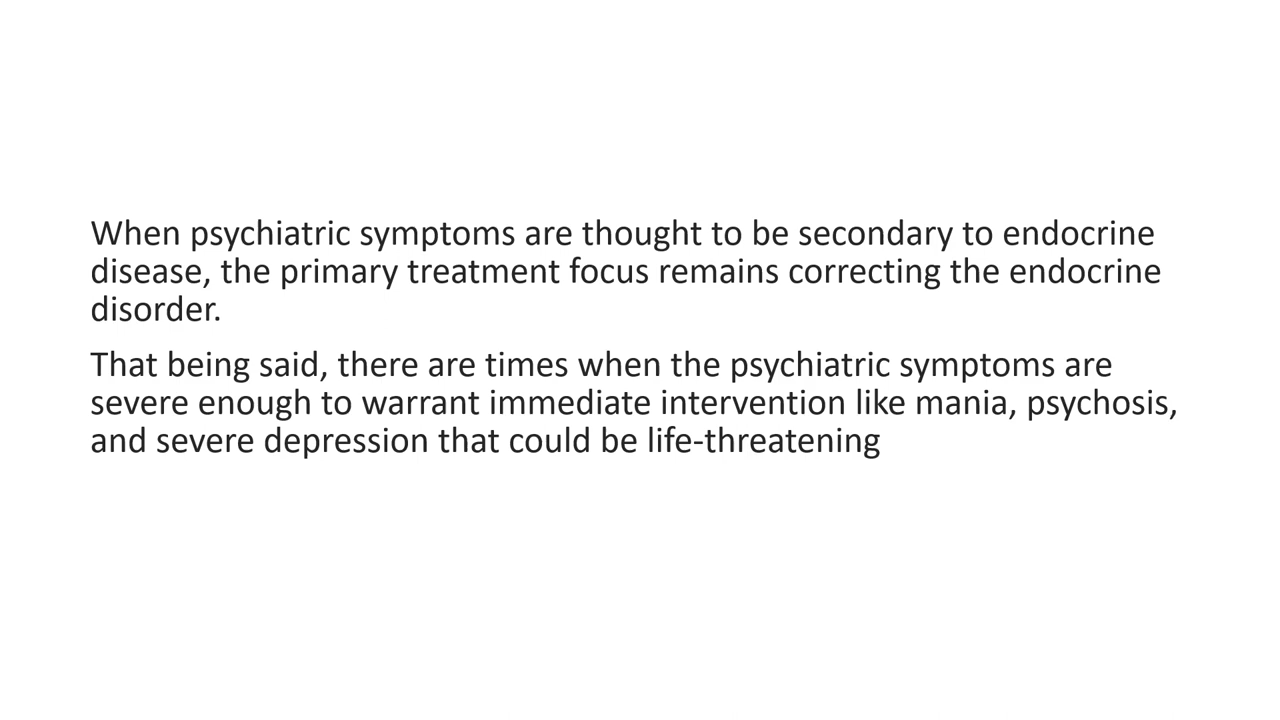 When psychiatric symptoms are thought to be secondary to endocrine
disease, the primary treatment focus remains correcting the endocrine
disorder.
That being said, there are times when the psychiatric symptoms are
severe enough to warrant immediate intervention like mania, psychosis,
and severe depression that could be life-threatening